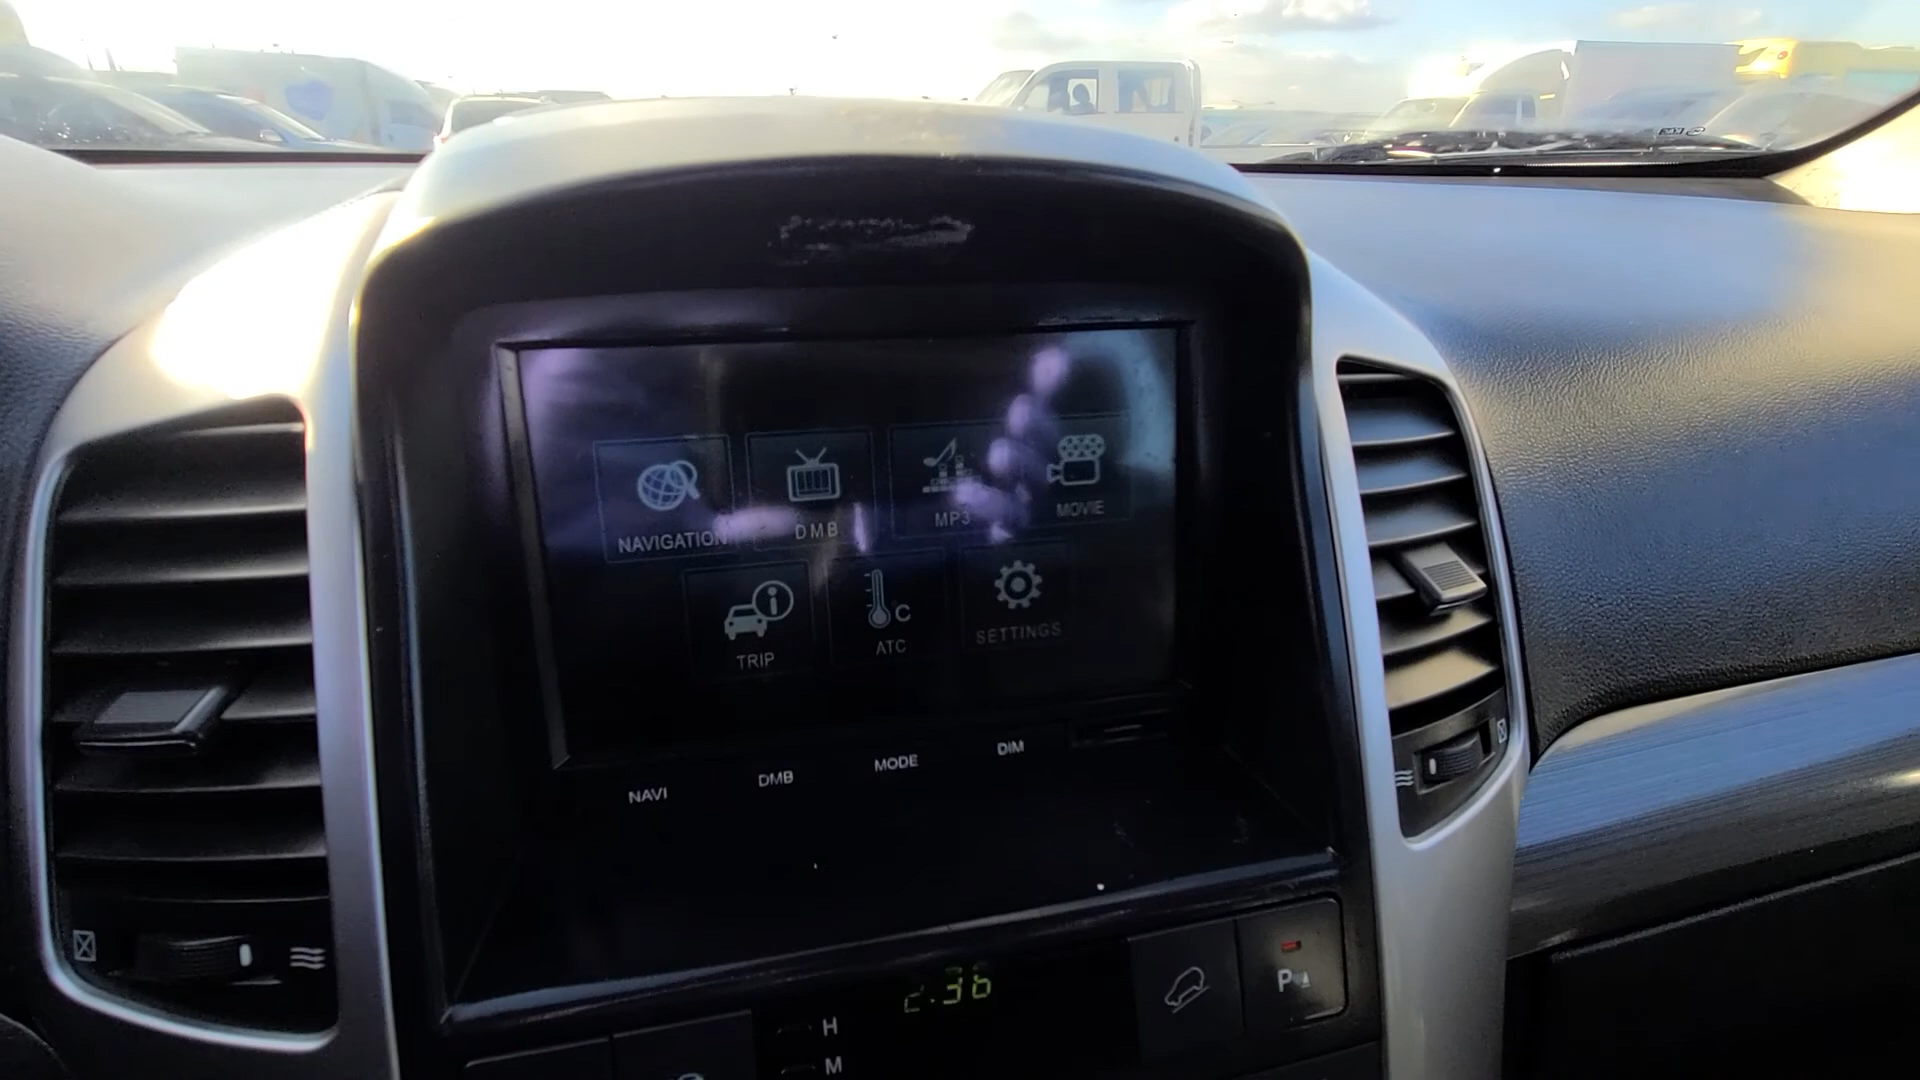 NAVIGATION
DMB
MP3
MOVIE
TRIP
C
ATC
SETTINGS
NAVI
DMB
MODE
DIM
2:36
P
H
M